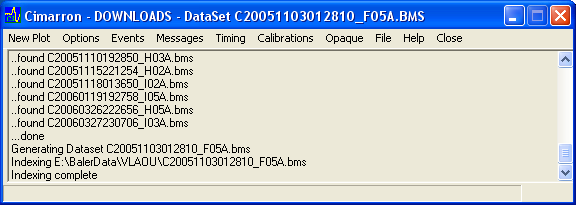 Cimarron - DOWNLOADS - DataSet C20051103012810_F05A.BMS
New Plot Options Events Messages Timing Calibrations Opaque File Help Close
..found C20051110192850_H03A.bms
..found C20051115221254_H02A.bms
..found C20051118013650_I02A.bms
..found C20060119192758_I05A.bms
..found C20060326222656_H05A.bms
..found C20060327230706_I03A.bms
...done
Generating Dataset C20051103012810_F05A.bms
Indexing E:\BalerData\VLAOU\C20051103012810_F05A.bms
Indexing complete